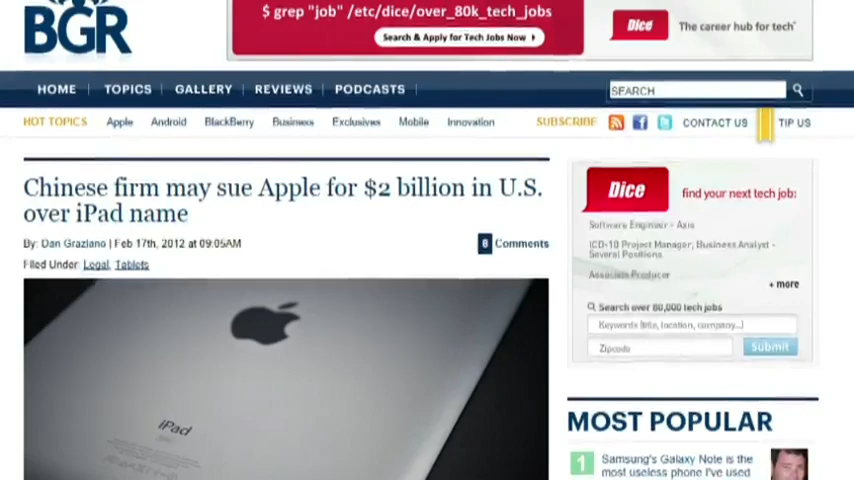 BGR
$ grep "job" /etc/dice/over_80k_tech_jobs
Search & Apply for Tech Jobs Now
Dice
The career hub for tech
HOME TOPICS GALLERY REVIEWS PODCASTS
SEARCH
HOT TOPICS Apple Android BlackBerry Business Exclusives Mobile Innovation
SUBSCRIBE CONTACT US TIP US
Chinese firm may sue Apple for $2 billion in U.S.
over iPad name
By: Dan Graziano | Feb 17th, 2012 at 09:05AM
6 Comments
Filed Under: Legal, Tablets
iPad
Dice find your next tech job:
Software Engineer - Axis
ICD-10 Project Manager, Business Analyst -
Several Positions
Associate Producer
+ more
Search over 80,000 tech jobs
Keywords (title, location, company...)
Zipcode
Submit
MOST POPULAR
1 Samsung's Galaxy Note is the
most useless phone I've used